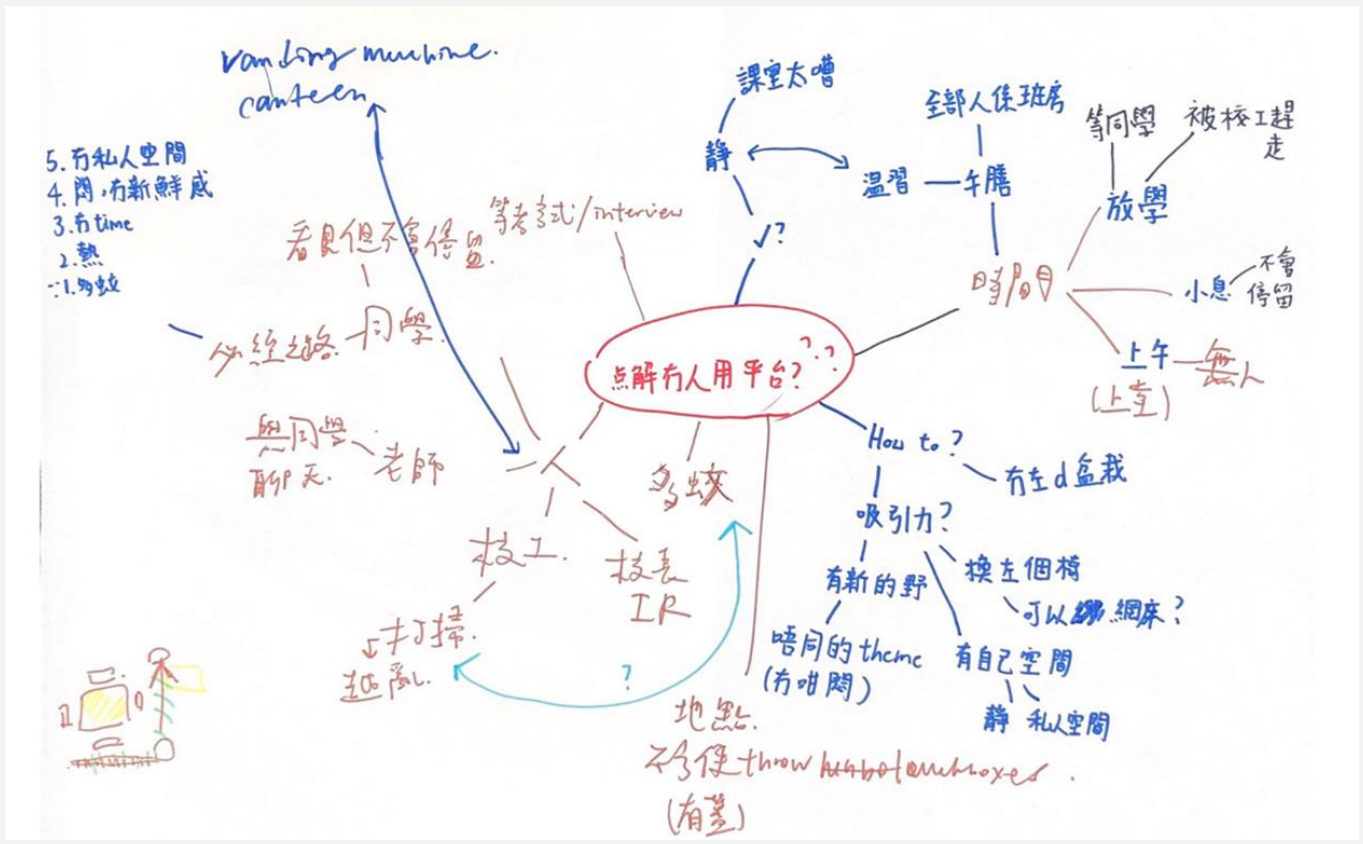 vanding machine.
canteen
5. 冇私人空間
4. 悶，冇新鮮感
3. 冇time
2. 熱
∵1. 多蚊
看見但不會停留.
同學.
必經之路
與同學
聊天.
老師
等考試/interview
課室太嘈
靜
✓?
溫習
午膳
全部人係班房
等同學
被校工趕
走
放學
時間
小息
不會
停留
上午
(上堂)
無人
点解冇人用平台???
人
校工.
打掃.
越亂.
校長
IR
多蚊
?
地點.
不方便throw
(有蓋)
How to?
冇左d盆栽
吸引力?
有新的野
唔同的theme
(冇咁悶)
換左個椅
可以網床?
有自己空間
靜
私人空間